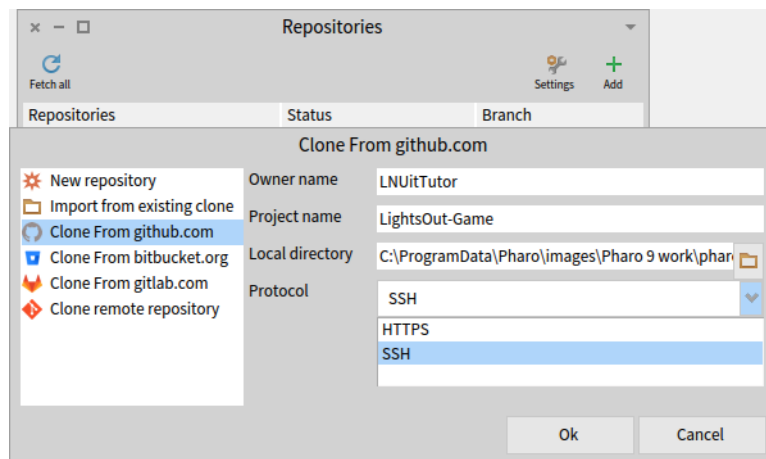 Repositories
Fetch all
Settings
Add
Repositories Status Branch
Clone From github.com
New repository
Import from existing clone
Clone From github.com
Clone From bitbucket.org
Clone From gitlab.com
Clone remote repository
Owner name LNUitTutor
Project name LightsOut-Game
Local directory C:\ProgramData\Pharo\images\Pharo 9 work\phar
Protocol SSH
HTTPS
SSH
Ok Cancel